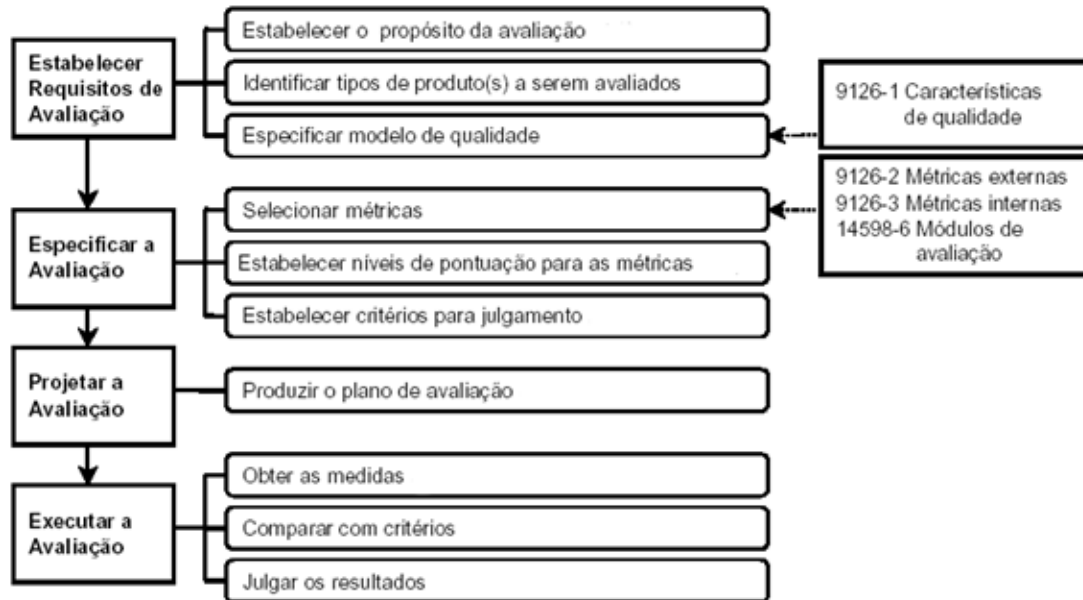 Estabelecer
Requisitos de
Avaliação
Estabelecer o propósito da avaliação
Identificar tipos de produto(s) a serem avaliados
Especificar modelo de qualidade
9126-1 Características
de qualidade
Especificar a
Avaliação
Selecionar métricas
Estabelecer níveis de pontuação para as métricas
Estabelecer critérios para julgamento
9126-2 Métricas externas
9126-3 Métricas internas
14598-6 Módulos de
avaliação
Projetar a
Avaliação
Produzir o plano de avaliação
Executar a
Avaliação
Obter as medidas
Comparar com critérios
Julgar os resultados